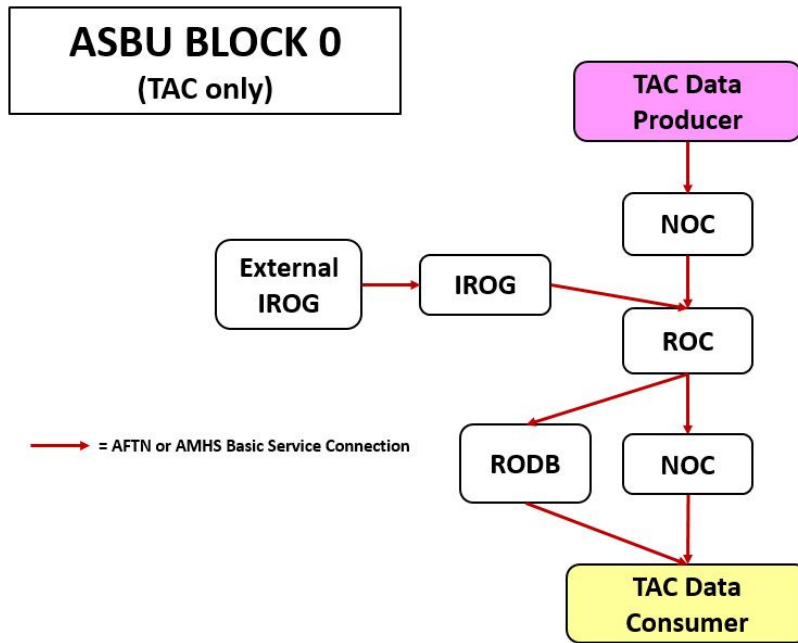 ASBU BLOCK 0
(TAC only)
TAC Data
Producer
NOC
External
IROG
IROG
ROC
= AFTN or AMHS Basic Service Connection
RODB
NOC
TAC Data
Consumer